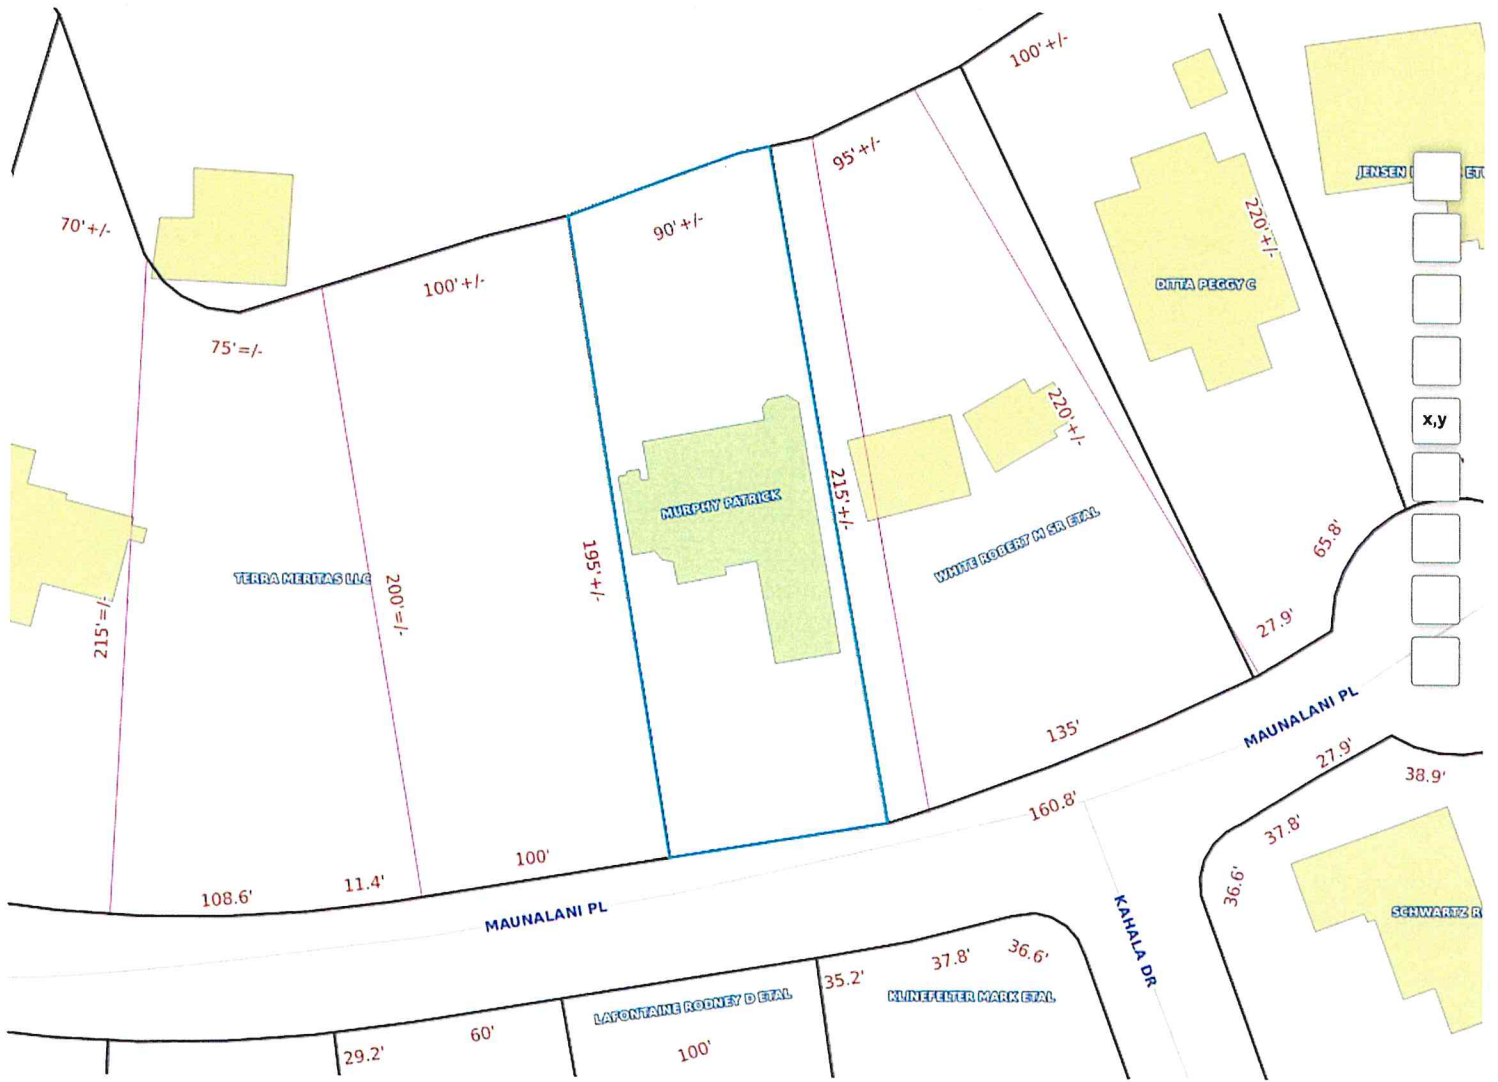 100'+/-
95'+/-
JENSEN
ET
70'+/-
90'+/-
220'+/-
100'+/-
DITTA PEGGY C
75'=/-
220'+/-
x,y
MURPHY PATRICK
215'+/-
WHITE ROBERT M SR ETAL
65.8'
195'+/-
TERRA MERITAS LLC
200'=/-
215'=/-
27.9'
MAUNALANI PL
135'
27.9'
38.9'
160.8'
37.8'
100'
11.4'
108.6'
36.6'
MAUNALANI PL
SCHWARTZ R
KAHALA DR
36.6'
37.8'
35.2'
KLINEFELTER MARK ETAL
LAFONTAINE RODNEY D ETAL
60'
29.2'
100'